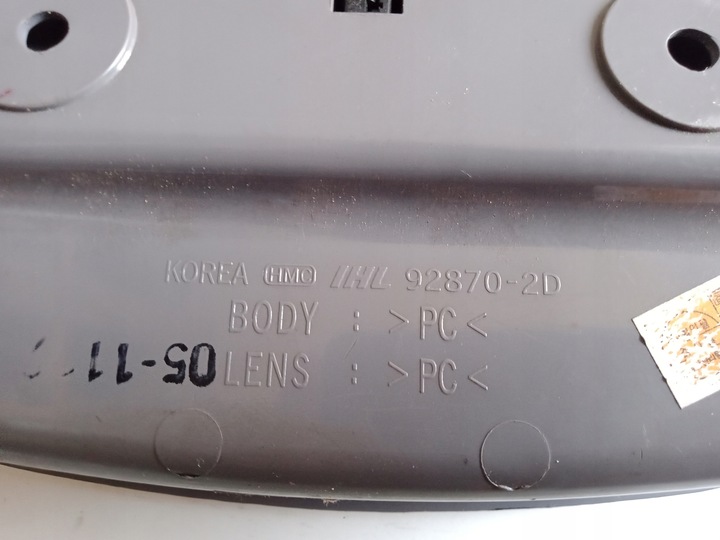 KOREA HMC IHL 92870-2D
BODY : >PC<
LENS : >PC<
05-11